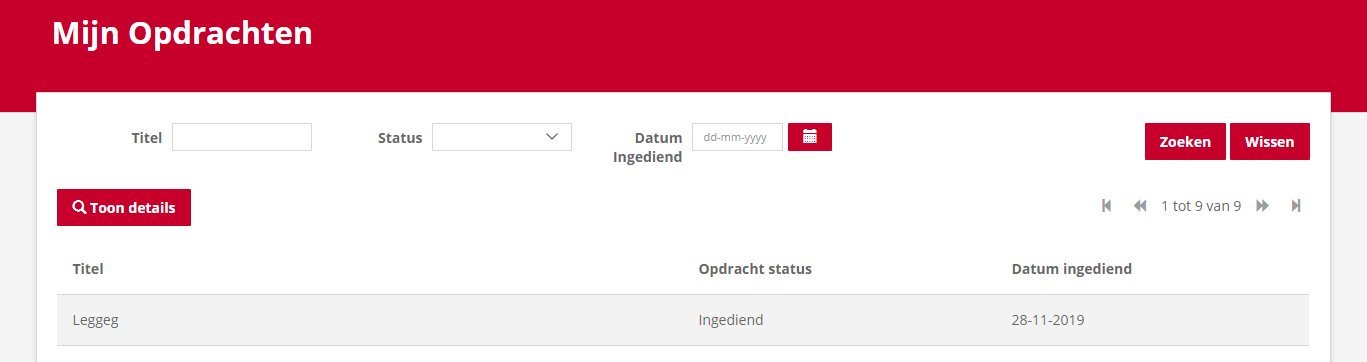 Mijn Opdrachten
Titel
Status
Datum Ingediend
dd-mm-yyyy
Zoeken
Wissen
Toon details
1 tot 9 van 9
Titel Opdracht status Datum ingediend
Leggeg Ingediend 28-11-2019